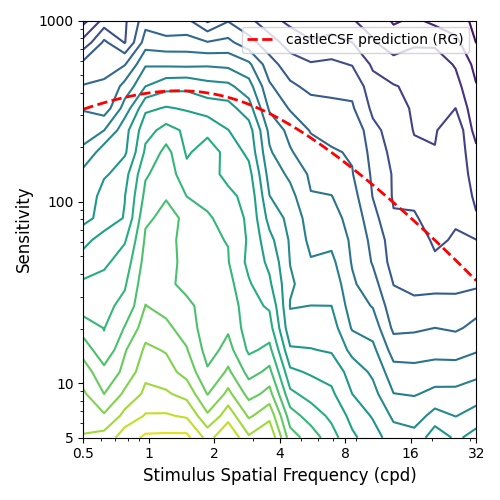 1000
castleCSF prediction (RG)
100
Sensitivity
10
5
0.5 1 2 4 8 16 32
Stimulus Spatial Frequency (cpd)